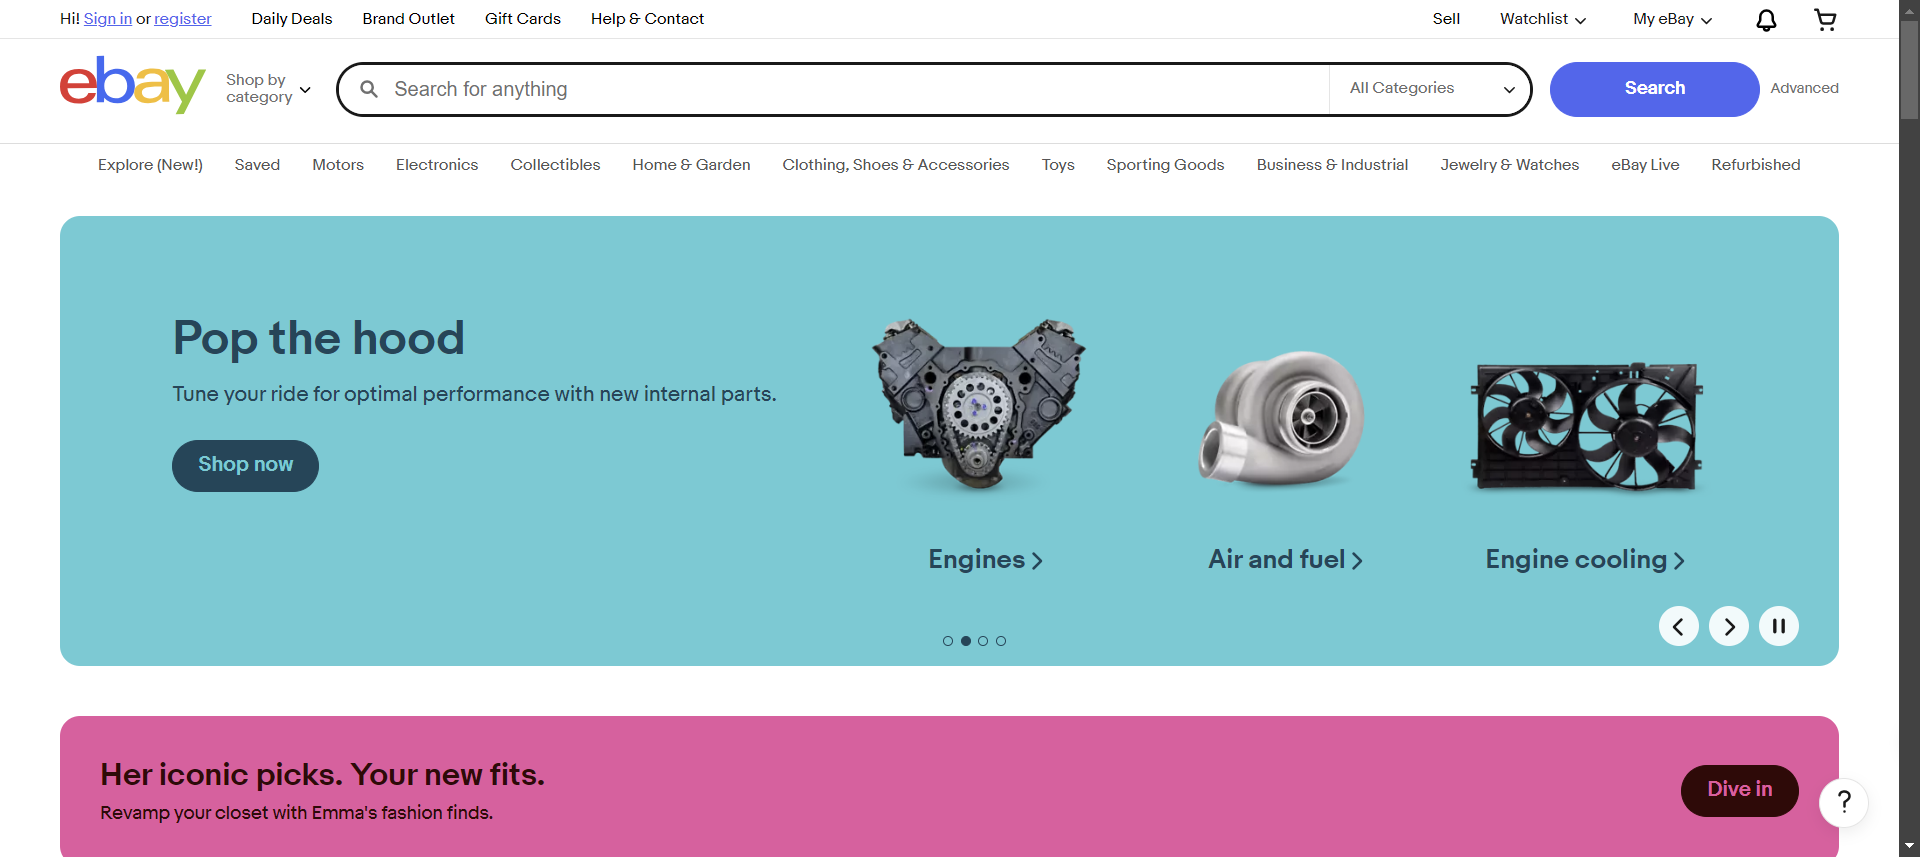 Hi! Sign in or register Daily Deals Brand Outlet Gift Cards Help & Contact Sell Watchlist My eBay
ebay Shop by category Search for anything All Categories Search Advanced
Explore (New!) Saved Motors Electronics Collectibles Home & Garden Clothing, Shoes & Accessories Toys Sporting Goods Business & Industrial Jewelry & Watches eBay Live Refurbished
Pop the hood
Tune your ride for optimal performance with new internal parts.
Shop now
Engines Air and fuel Engine cooling
Her iconic picks. Your new fits.
Revamp your closet with Emma's fashion finds.
Dive in
?